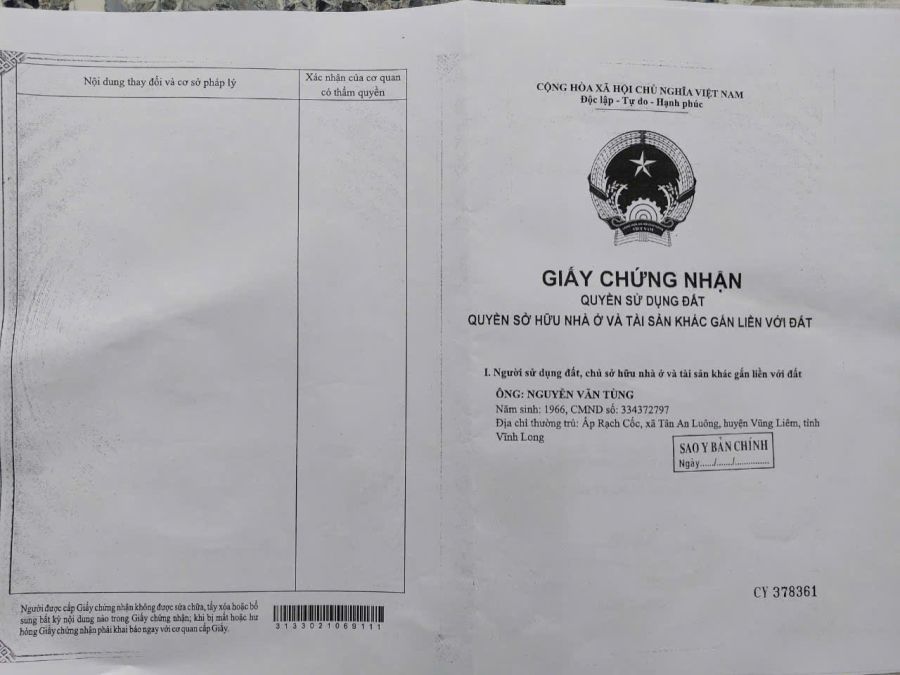 Nội dung thay đổi và cơ sở pháp lý
Xác nhận của cơ quan
có thẩm quyền
Người được cấp Giấy chứng nhận không được sửa chữa, tẩy xóa hoặc bổ
sung bất kỳ nội dung nào trong Giấy chứng nhận; khi bị mất hoặc hư
hỏng Giấy chứng nhận phải khai báo ngay với cơ quan cấp Giấy.
3133021069111
CỘNG HÒA XÃ HỘI CHỦ NGHĨA VIỆT NAM
Độc lập - Tự do - Hạnh phúc
VIỆT NAM
GIẤY CHỨNG NHẬN
QUYỀN SỬ DỤNG ĐẤT
QUYỀN SỞ HỮU NHÀ Ở VÀ TÀI SẢN KHÁC GẮN LIỀN VỚI ĐẤT
I. Người sử dụng đất, chủ sở hữu nhà ở và tài sản khác gắn liền với đất
ÔNG: NGUYỄN VĂN TÙNG
Năm sinh: 1966, CMND số: 334372797
Địa chỉ thường trú: Ấp Rạch Cốc, xã Tân An Luông, huyện Vũng Liêm, tỉnh
Vĩnh Long
SAO Y BẢN CHÍNH
Ngày...../....../..............
CY 378361